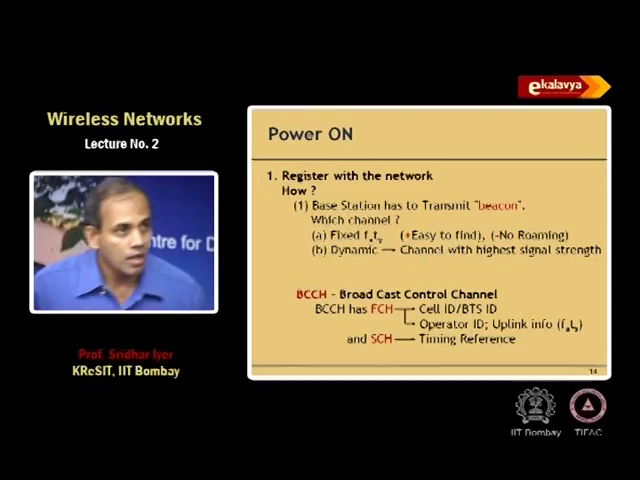 ekalavya
Wireless Networks
Lecture No. 2
Power ON
1. Register with the network
How ?
(1) Base Station has to Transmit "beacon".
Which channel ?
(a) Fixed (+Easy to find), (-No Roaming)
(b) Dynamic → Channel with highest signal strength
BCCH - Broad Cast Control Channel
BCCH has FCH → Cell ID/BTS ID
→ Operator ID; Uplink info
and SCH → Timing Reference
14
ntre for D
Prof. Sridhar Iyer
KReSIT, IIT Bombay
IIT Bombay
TIFAC